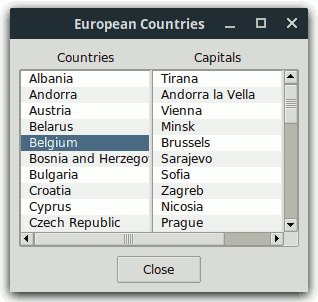 European Countries
Countries Capitals
Albania Tirana
Andorra Andorra la Vella
Austria Vienna
Belarus Minsk
Belgium Brussels
Bosnia and Herzego Sarajevo
Bulgaria Sofia
Croatia Zagreb
Cyprus Nicosia
Czech Republic Prague
Close